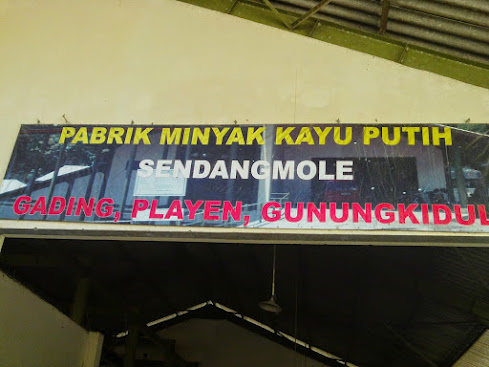 PABRIK MINYAK KAYU PUTIH
SENDANGMOLE
GADING, PLAYEN, GUNUNGKIDUL